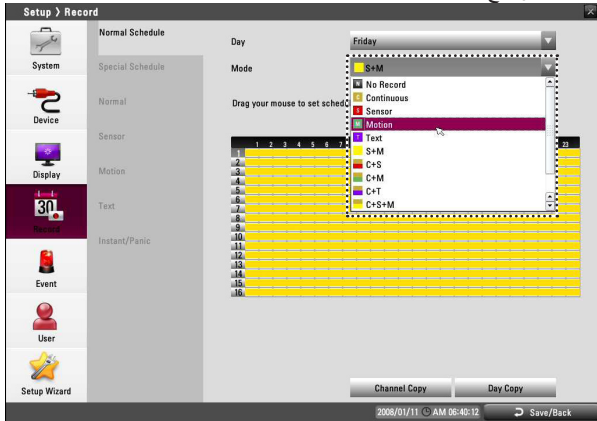 Setup > Record
System
Device
Display
30
Record
Event
User
Setup Wizard
Normal Schedule
Special Schedule
Normal
Sensor
Motion
Text
Instant/Panic
Day
Friday
Mode
S+M
N No Record
C Continuous
S Sensor
M Motion
T Text
S+M
C+S
C+M
C+T
C+S+M
Drag your mouse to set
1 2 3 4 5 6 7
23
1
2
3
4
5
6
7
8
9
10
11
12
13
14
15
16
Channel Copy
Day Copy
2008/01/11 AM 06:40:12
Save/Back